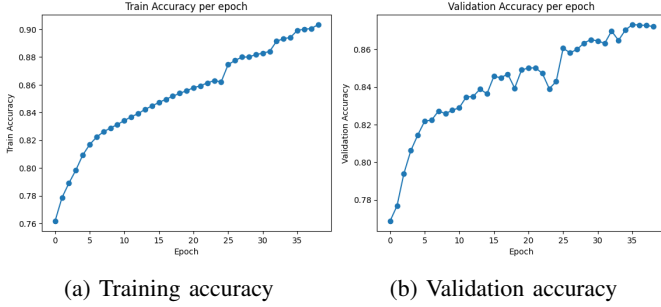 Train Accuracy per epoch
Train Accuracy
0.90
0.88
0.86
0.84
0.82
0.80
0.78
0.76
0 5 10 15 20 25 30 35
Epoch
(a) Training accuracy
Validation Accuracy per epoch
Validation Accuracy
0.86
0.84
0.82
0.80
0.78
0 5 10 15 20 25 30 35
Epoch
(b) Validation accuracy